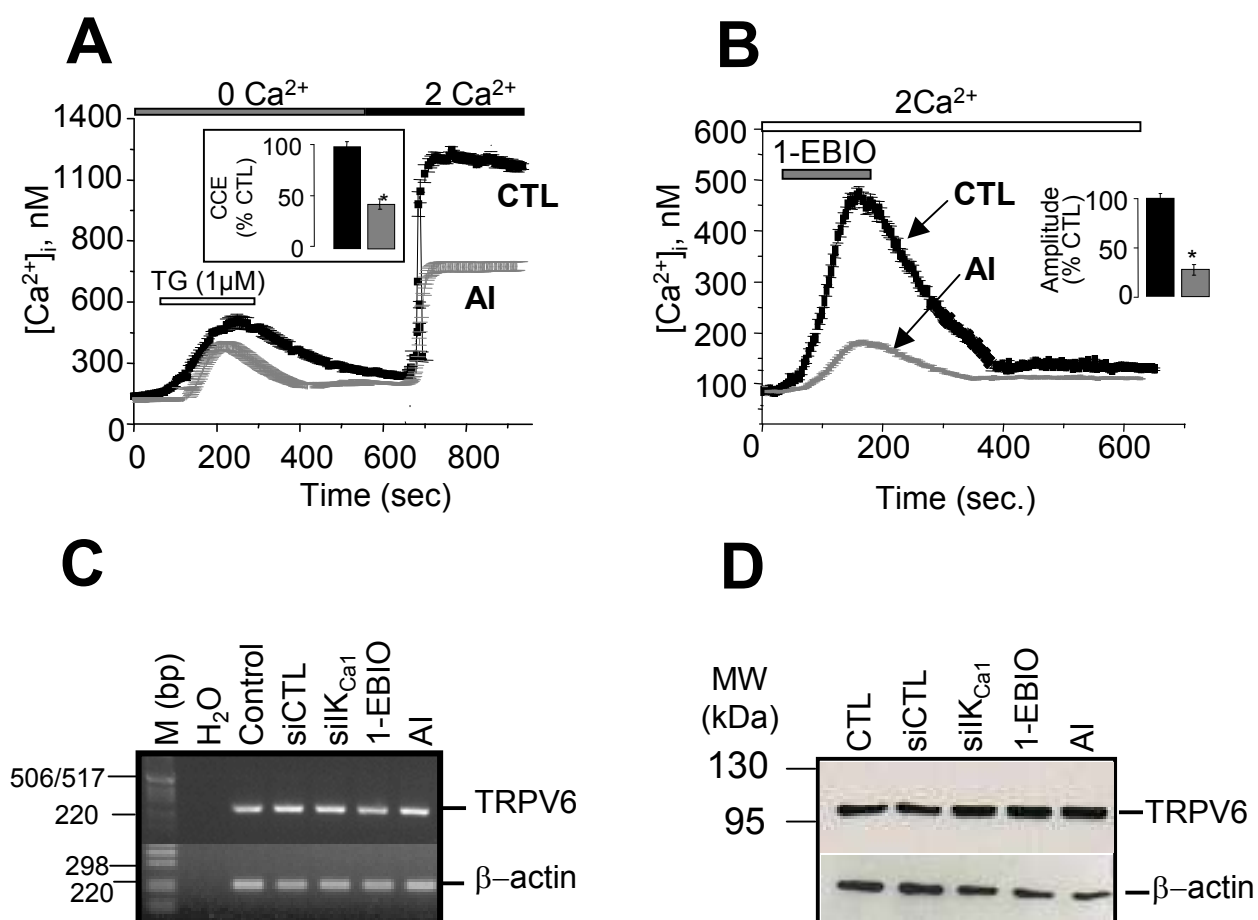 A
0 Ca²⁺
2 Ca²⁺
1400
1100
800
600
300
0
[Ca²⁺]ᵢ, nM
100
50
0
CCE
(% CTL)
*
CTL
TG (1µM)
AI
0 200 400 600 800
Time (sec)
B
2Ca²⁺
600
500
400
300
200
100
0
[Ca²⁺]ᵢ, nM
1-EBIO
CTL
AI
100
50
0
Amplitude
(% CTL)
*
0 200 400 600
Time (sec.)
C
M (bp)
H₂O
Control
siCTL
siIK_Ca1
1-EBIO
AI
506/517
220
298
220
TRPV6
β–actin
D
MW
(kDa)
CTL
siCTL
siIK_Ca1
1-EBIO
AI
130
95
TRPV6
β–actin